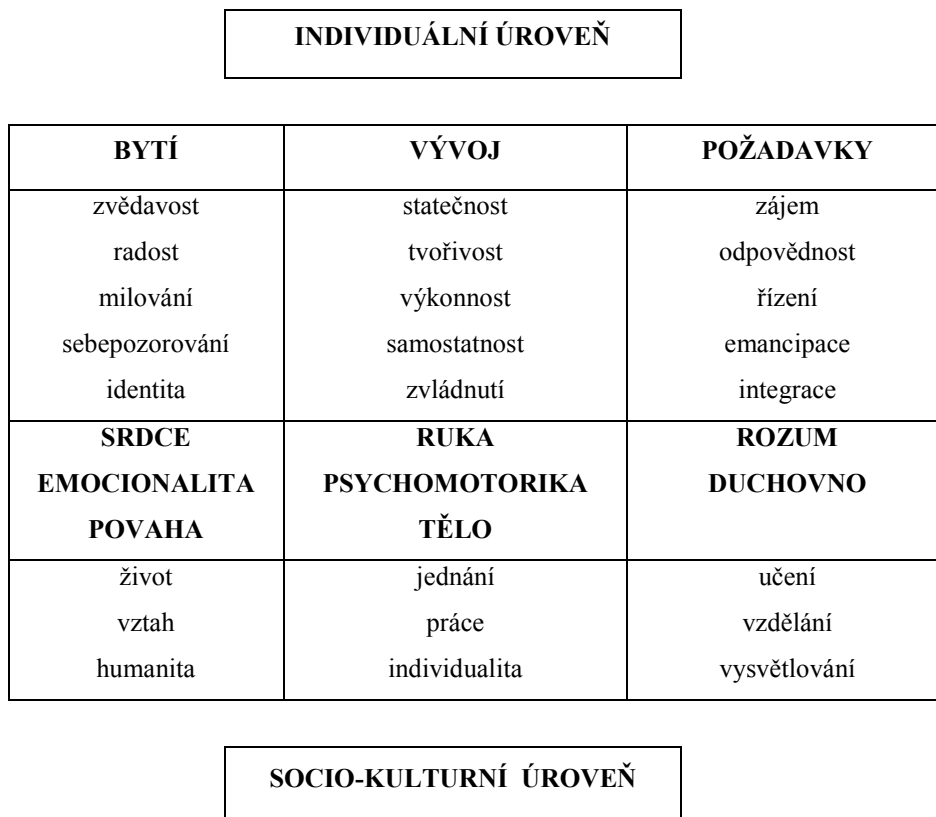 INDIVIDUÁLNÍ ÚROVEŇ
BYTÍ VÝVOJ POŽADAVKY
zvědavost statečnost zájem
radost tvořivost odpovědnost
milování výkonnost řízení
sebepozorování samostatnost emancipace
identita zvládnutí integrace
SRDCE RUKA ROZUM
EMOCIONALITA PSYCHOMOTORIKA DUCHOVNO
POVAHA TĚLO
život jednání učení
vztah práce vzdělání
humanita individualita vysvětlování
SOCIO-KULTURNÍ ÚROVEŇ